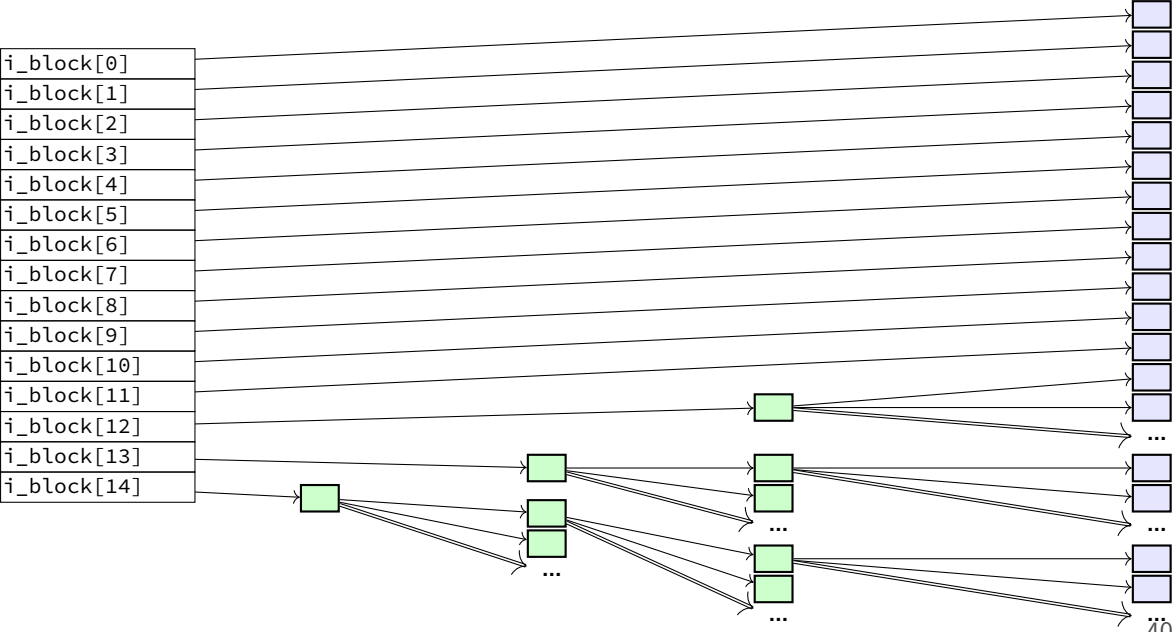 i_block[0]
i_block[1]
i_block[2]
i_block[3]
i_block[4]
i_block[5]
i_block[6]
i_block[7]
i_block[8]
i_block[9]
i_block[10]
i_block[11]
i_block[12]
...
i_block[13]
i_block[14]
... ...
...
... ...
40